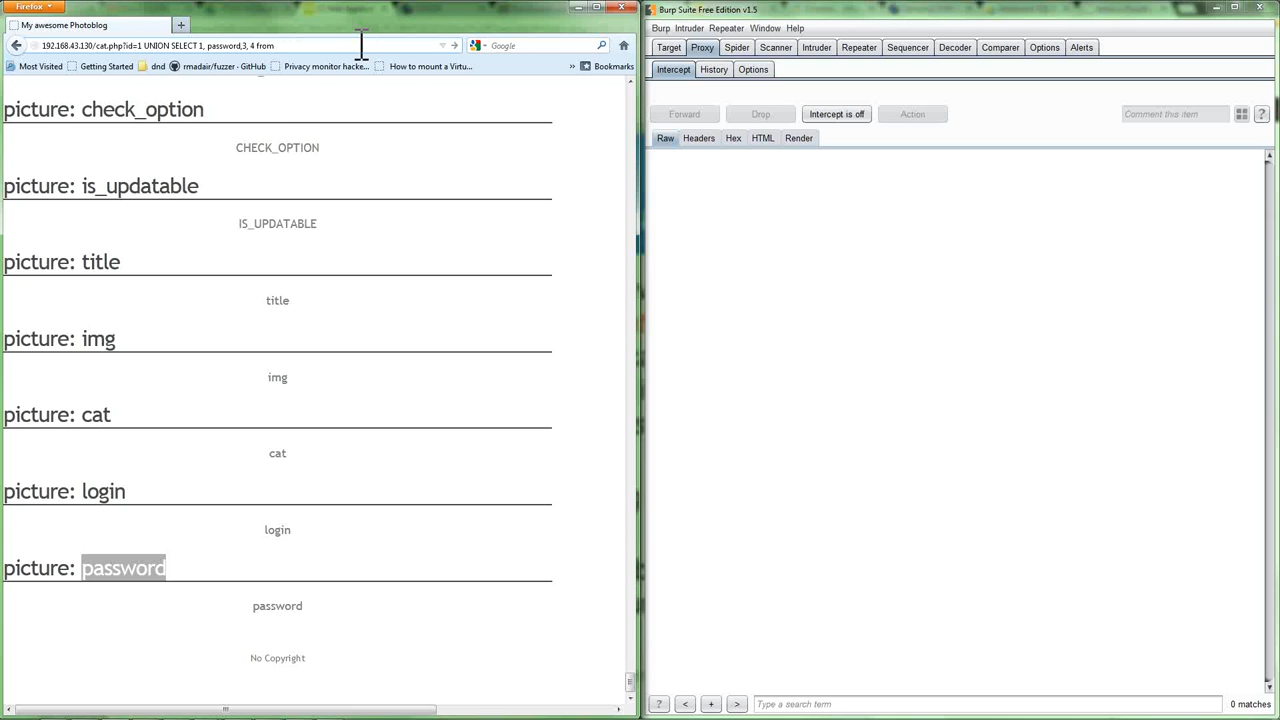 Firefox
My awesome Photoblog
192.168.43.130/cat.php?id=1 UNION SELECT 1, password,3, 4 from
Google
Most Visited
Getting Started
dnd
rmadair/fuzzer · GitHub
Privacy monitor hacke...
How to mount a Virtu...
»
Bookmarks
picture: check_option
CHECK_OPTION
picture: is_updatable
IS_UPDATABLE
picture: title
title
picture: img
img
picture: cat
cat
picture: login
login
picture: password
password
No Copyright
Burp Suite Free Edition v1.5
Burp Intruder Repeater Window Help
Target Proxy Spider Scanner Intruder Repeater Sequencer Decoder Comparer Options Alerts
Intercept History Options
Forward Drop Intercept is off Action Comment this item ?
Raw Headers Hex HTML Render
? < + > Type a search term 0 matches